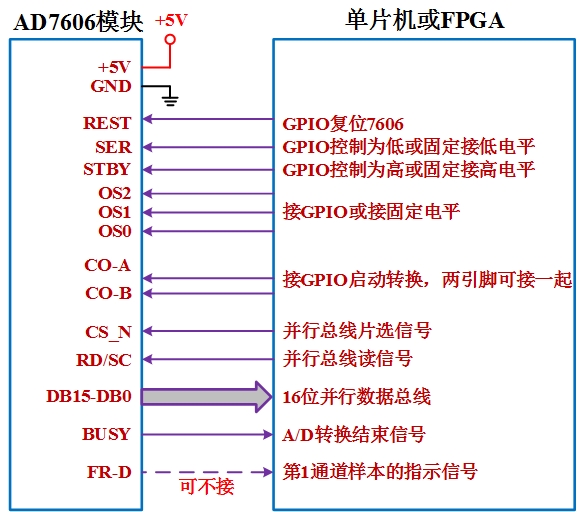 AD7606模块
+5V
单片机或FPGA
+5V
GND
REST
GPIO复位7606
SER
GPIO控制为低或固定接低电平
STBY
GPIO控制为高或固定接高电平
OS2
OS1
接GPIO或接固定电平
OS0
CO-A
接GPIO启动转换，两引脚可接一起
CO-B
CS_N
并行总线片选信号
RD/SC
并行总线读信号
DB15-DB0
16位并行数据总线
BUSY
A/D转换结束信号
FR-D
可不接
第1通道样本的指示信号